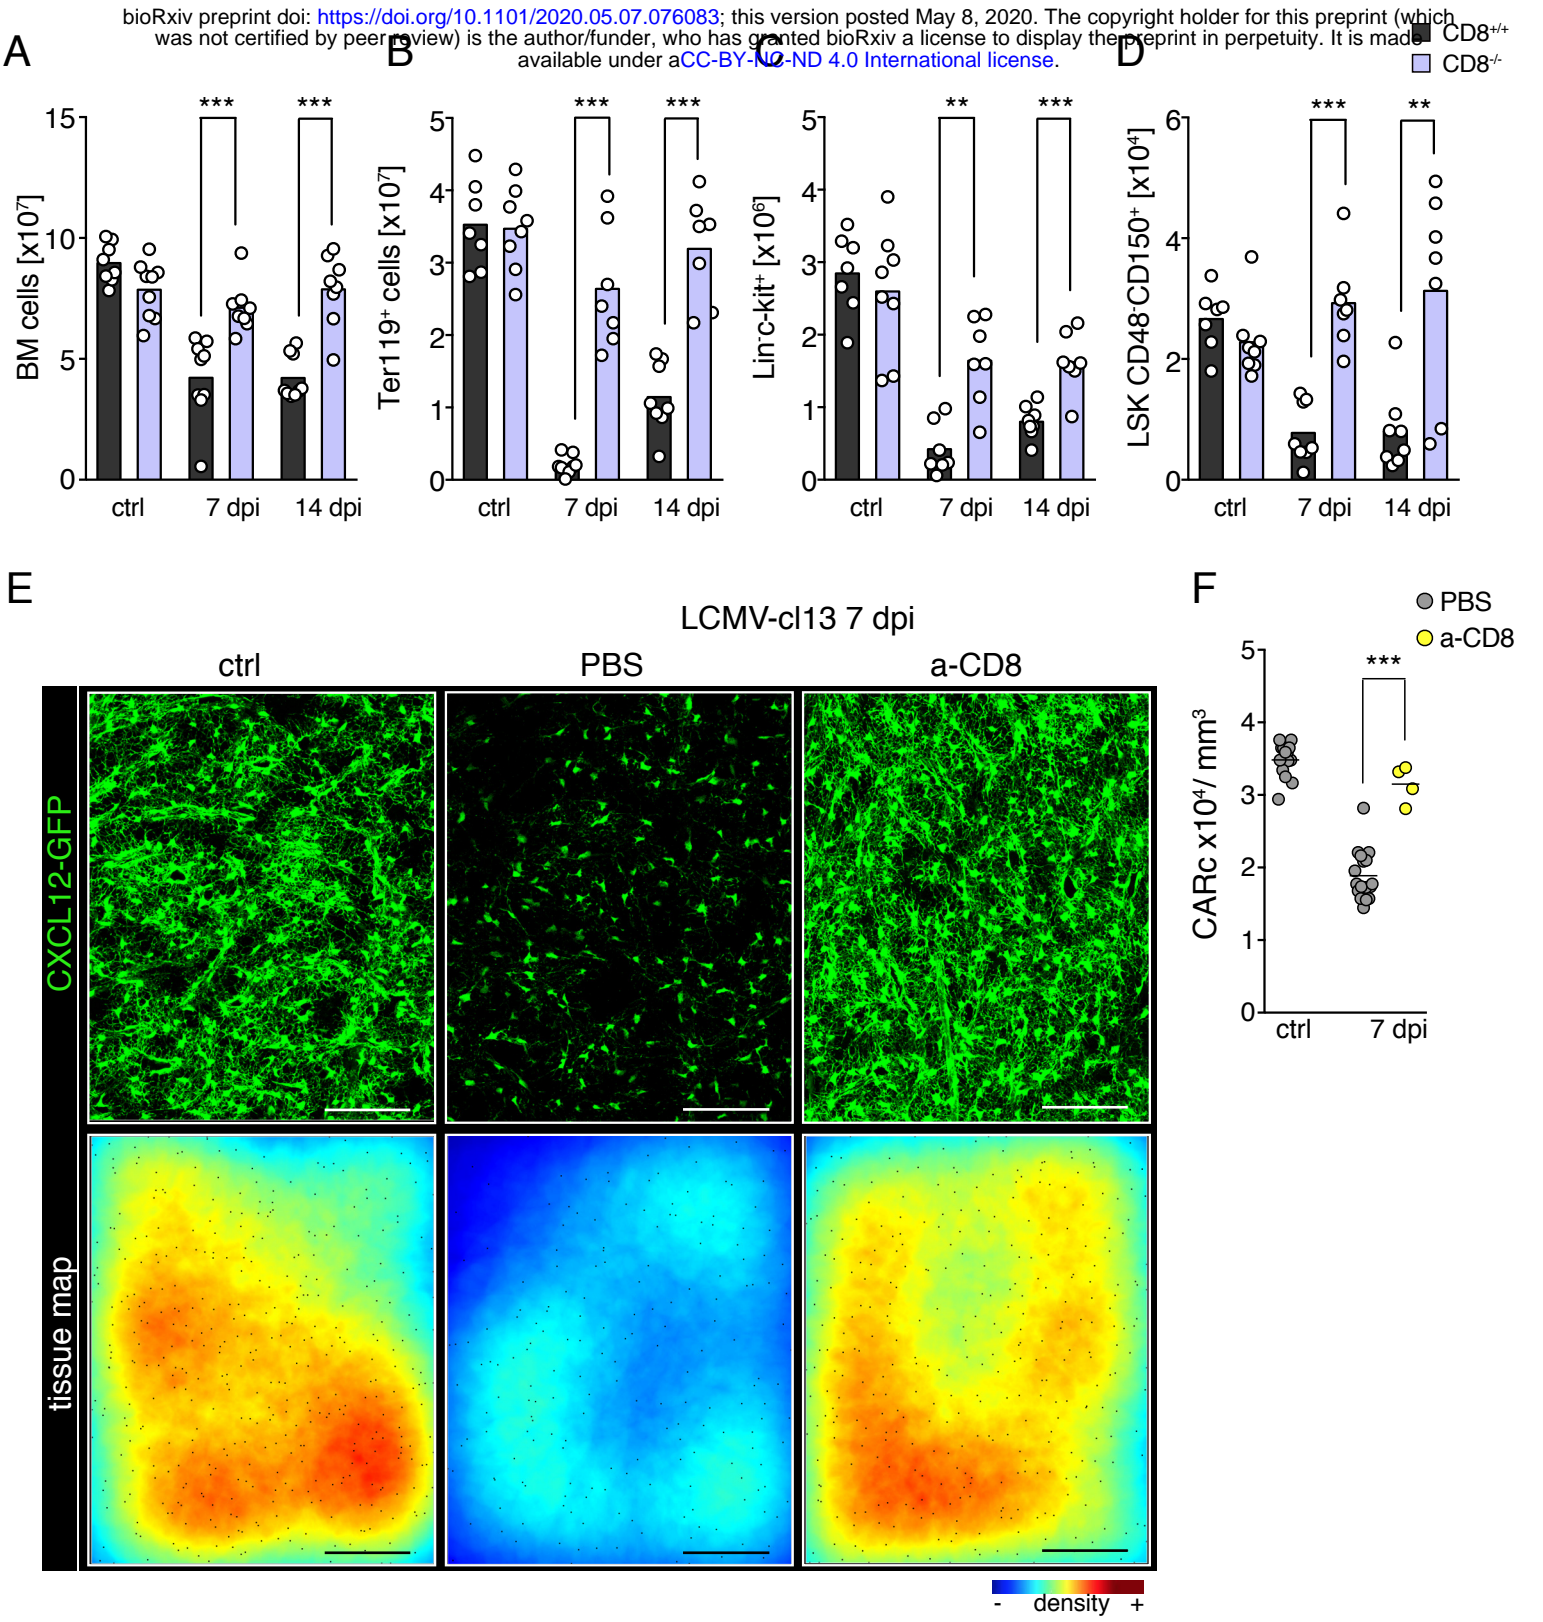 bioRxiv preprint doi: https://doi.org/10.1101/2020.05.07.076083; this version posted May 8, 2020. The copyright holder for this preprint (which
was not certified by peer review) is the author/funder, who has granted bioRxiv a license to display the preprint in perpetuity. It is made
available under aCC-BY-NC-ND 4.0 International license.
CD8+/+
CD8-/-
A
BM cells [x10⁷]
15
10
5
0
***
***
ctrl
7 dpi
14 dpi
B
Ter119⁺ cells [x10⁷]
5
4
3
2
1
0
***
***
ctrl
7 dpi
14 dpi
C
Lin⁻c-kit⁺ [x10⁶]
5
4
3
2
1
0
**
***
ctrl
7 dpi
14 dpi
D
LSK CD48⁻CD150⁺ [x10⁴]
6
4
2
0
***
**
ctrl
7 dpi
14 dpi
E
LCMV-cl13 7 dpi
ctrl
PBS
a-CD8
CXCL12-GFP
tissue map
- density +
F
PBS
a-CD8
CARc x10⁴/ mm³
5
4
3
2
1
0
***
ctrl
7 dpi